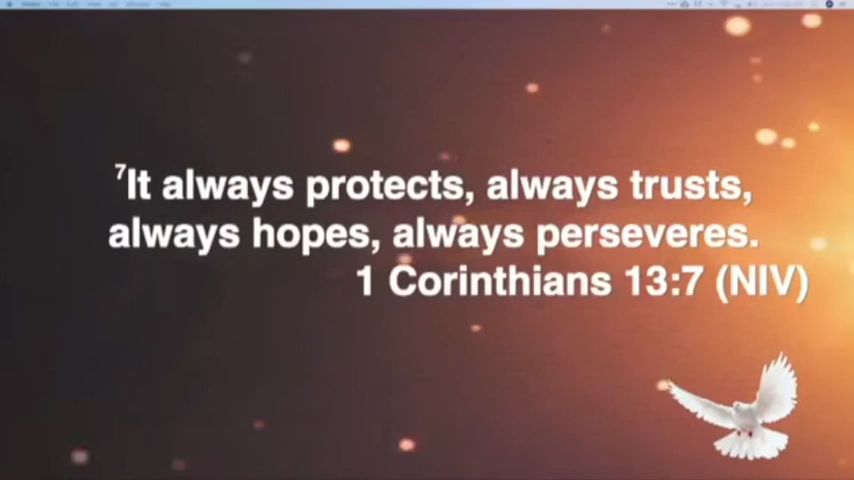 ⁷It always protects, always trusts,
always hopes, always perseveres.
1 Corinthians 13:7 (NIV)